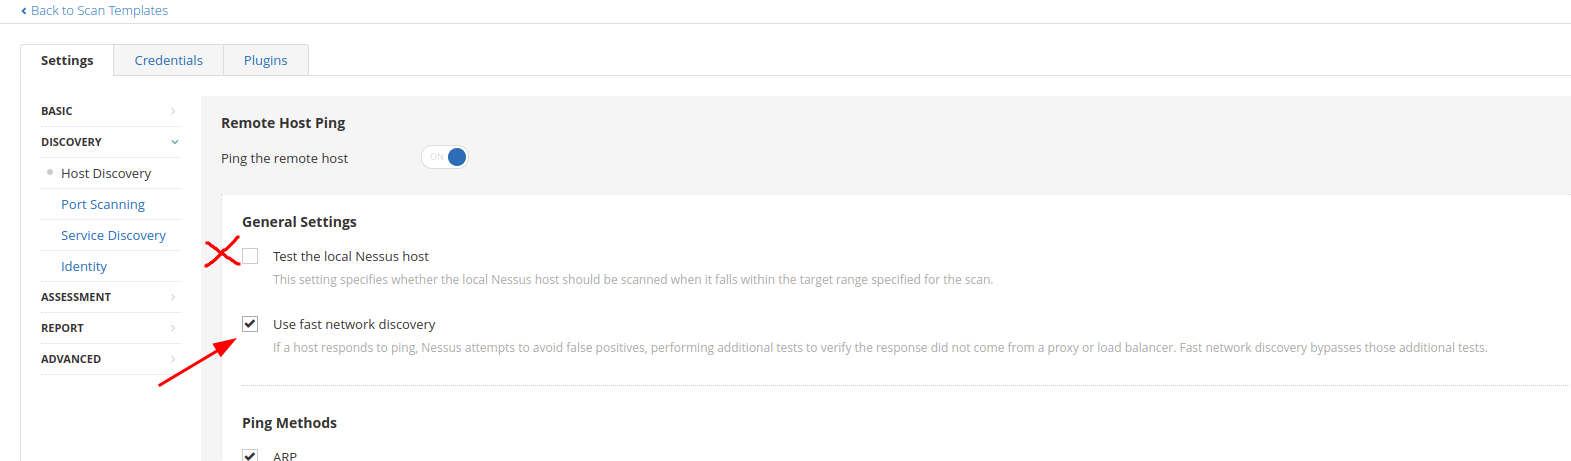 Back to Scan Templates
Settings Credentials Plugins
BASIC
DISCOVERY
Host Discovery
Port Scanning
Service Discovery
Identity
ASSESSMENT
REPORT
ADVANCED
Remote Host Ping
Ping the remote host ON
General Settings
Test the local Nessus host
This setting specifies whether the local Nessus host should be scanned when it falls within the target range specified for the scan.
Use fast network discovery
If a host responds to ping, Nessus attempts to avoid false positives, performing additional tests to verify the response did not come from a proxy or load balancer. Fast network discovery bypasses those additional tests.
Ping Methods
ARP